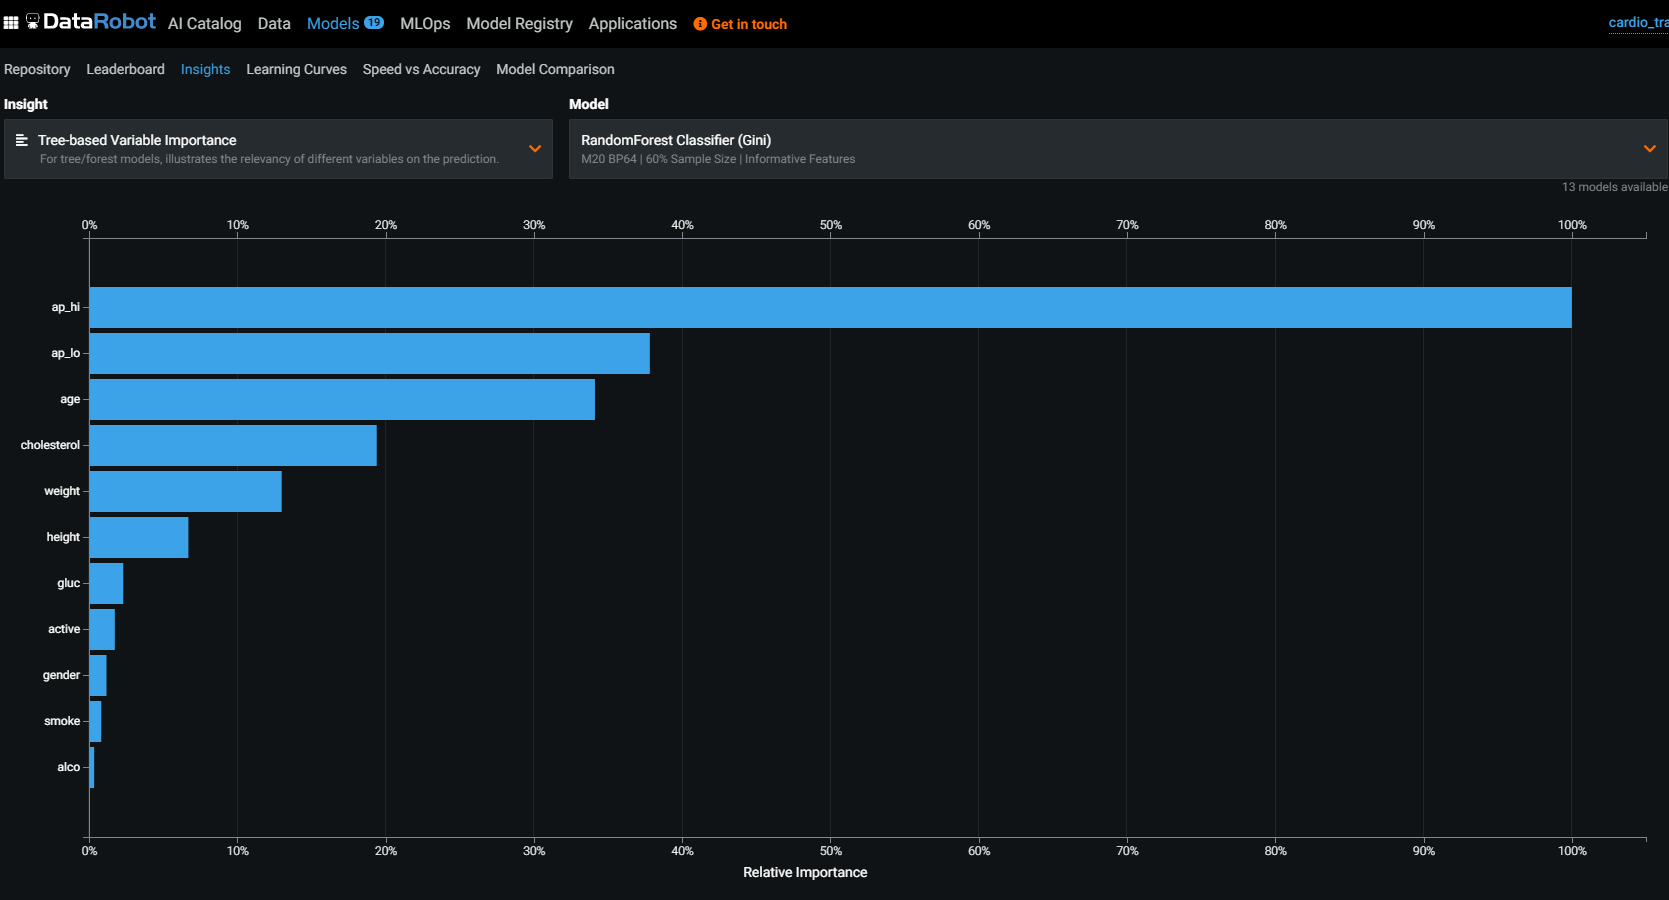 DataRobot AI Catalog Data Models 19 MLOps Model Registry Applications Get in touch cardio_tra
Repository Leaderboard Insights Learning Curves Speed vs Accuracy Model Comparison
Insight Model
Tree-based Variable Importance RandomForest Classifier (Gini)
For tree/forest models, illustrates the relevancy of different variables on the prediction. M20 BP64 | 60% Sample Size | Informative Features
13 models available
0% 10% 20% 30% 40% 50% 60% 70% 80% 90% 100%
ap_hi
ap_lo
age
cholesterol
weight
height
gluc
active
gender
smoke
alco
0% 10% 20% 30% 40% 50% 60% 70% 80% 90% 100%
Relative Importance